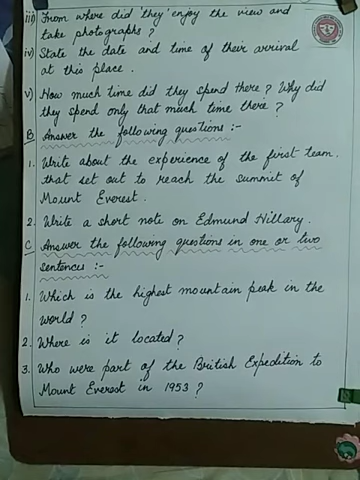 iii) From where did 'they' enjoy the view and
take photographs?
iv) State the date and time of their arrival
at this place.
v) How much time did they spend there? Why did
they spend only that much time there?
B Answer the following questions :-
1. Write about the experience of the first team,
that set out to reach the summit of
Mount Everest.
2. Write a short note on Edmund Hillary.
C Answer the following questions in one or two
sentences :-
1. Which is the highest mountain peak in the
world?
2. Where is it located?
3. Who were part of the British Expedition to
Mount Everest in 1953?